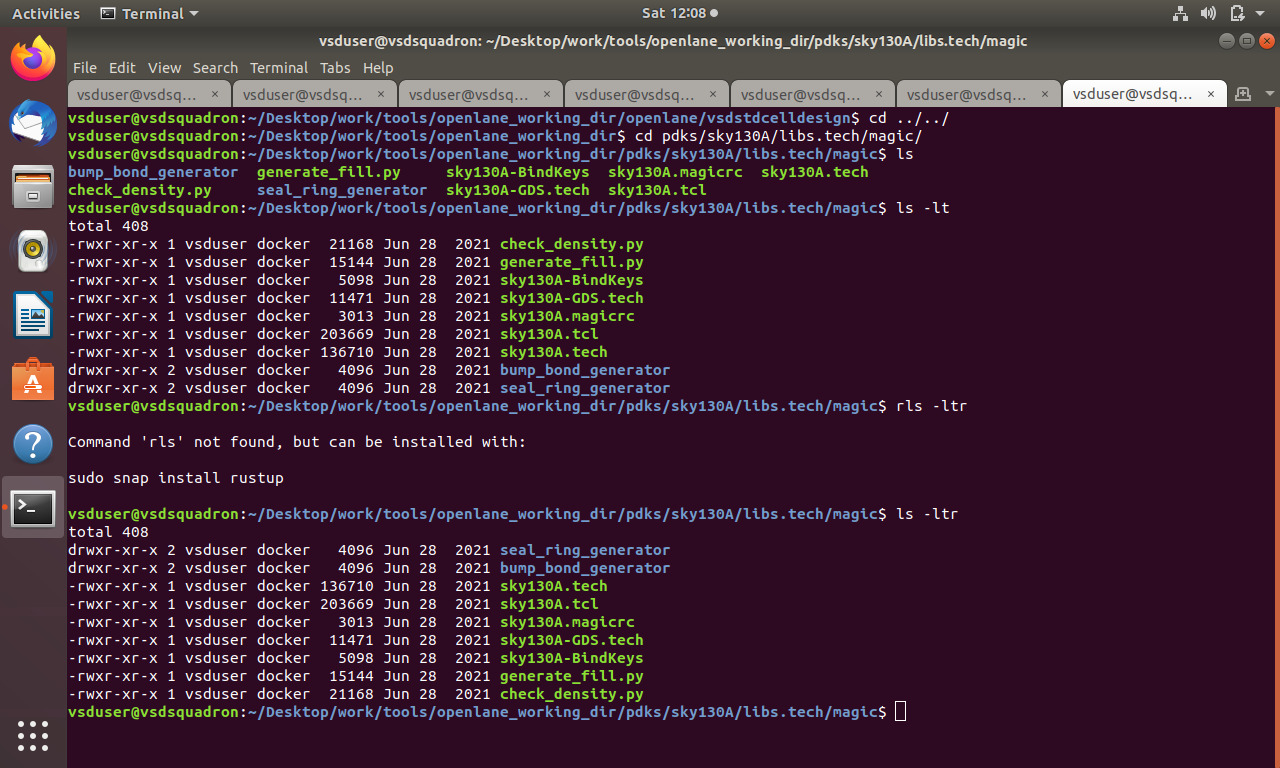 Activities Terminal Sat 12:08
vsduser@vsdsquadron: ~/Desktop/work/tools/openlane_working_dir/pdks/sky130A/libs.tech/magic
File Edit View Search Terminal Tabs Help
vsduser@vsdsq... × vsduser@vsdsq... × vsduser@vsdsq... × vsduser@vsdsq... × vsduser@vsdsq... × vsduser@vsdsq... × vsduser@vsdsq... ×
vsduser@vsdsquadron:~/Desktop/work/tools/openlane_working_dir/openlane/vsdstdcelldesign$ cd ../../
vsduser@vsdsquadron:~/Desktop/work/tools/openlane_working_dir$ cd pdks/sky130A/libs.tech/magic/
vsduser@vsdsquadron:~/Desktop/work/tools/openlane_working_dir/pdks/sky130A/libs.tech/magic$ ls
bump_bond_generator  generate_fill.py     sky130A-BindKeys  sky130A.magicrc  sky130A.tech
check_density.py     seal_ring_generator  sky130A-GDS.tech  sky130A.tcl
vsduser@vsdsquadron:~/Desktop/work/tools/openlane_working_dir/pdks/sky130A/libs.tech/magic$ ls -lt
total 408
-rwxr-xr-x 1 vsduser docker  21168 Jun 28  2021 check_density.py
-rwxr-xr-x 1 vsduser docker  15144 Jun 28  2021 generate_fill.py
-rwxr-xr-x 1 vsduser docker   5098 Jun 28  2021 sky130A-BindKeys
-rwxr-xr-x 1 vsduser docker  11471 Jun 28  2021 sky130A-GDS.tech
-rwxr-xr-x 1 vsduser docker   3013 Jun 28  2021 sky130A.magicrc
-rwxr-xr-x 1 vsduser docker 203669 Jun 28  2021 sky130A.tcl
-rwxr-xr-x 1 vsduser docker 136710 Jun 28  2021 sky130A.tech
drwxr-xr-x 2 vsduser docker   4096 Jun 28  2021 bump_bond_generator
drwxr-xr-x 2 vsduser docker   4096 Jun 28  2021 seal_ring_generator
vsduser@vsdsquadron:~/Desktop/work/tools/openlane_working_dir/pdks/sky130A/libs.tech/magic$ rls -ltr
Command 'rls' not found, but can be installed with:
sudo snap install rustup
vsduser@vsdsquadron:~/Desktop/work/tools/openlane_working_dir/pdks/sky130A/libs.tech/magic$ ls -ltr
total 408
drwxr-xr-x 2 vsduser docker   4096 Jun 28  2021 seal_ring_generator
drwxr-xr-x 2 vsduser docker   4096 Jun 28  2021 bump_bond_generator
-rwxr-xr-x 1 vsduser docker 136710 Jun 28  2021 sky130A.tech
-rwxr-xr-x 1 vsduser docker 203669 Jun 28  2021 sky130A.tcl
-rwxr-xr-x 1 vsduser docker   3013 Jun 28  2021 sky130A.magicrc
-rwxr-xr-x 1 vsduser docker  11471 Jun 28  2021 sky130A-GDS.tech
-rwxr-xr-x 1 vsduser docker   5098 Jun 28  2021 sky130A-BindKeys
-rwxr-xr-x 1 vsduser docker  15144 Jun 28  2021 generate_fill.py
-rwxr-xr-x 1 vsduser docker  21168 Jun 28  2021 check_density.py
vsduser@vsdsquadron:~/Desktop/work/tools/openlane_working_dir/pdks/sky130A/libs.tech/magic$